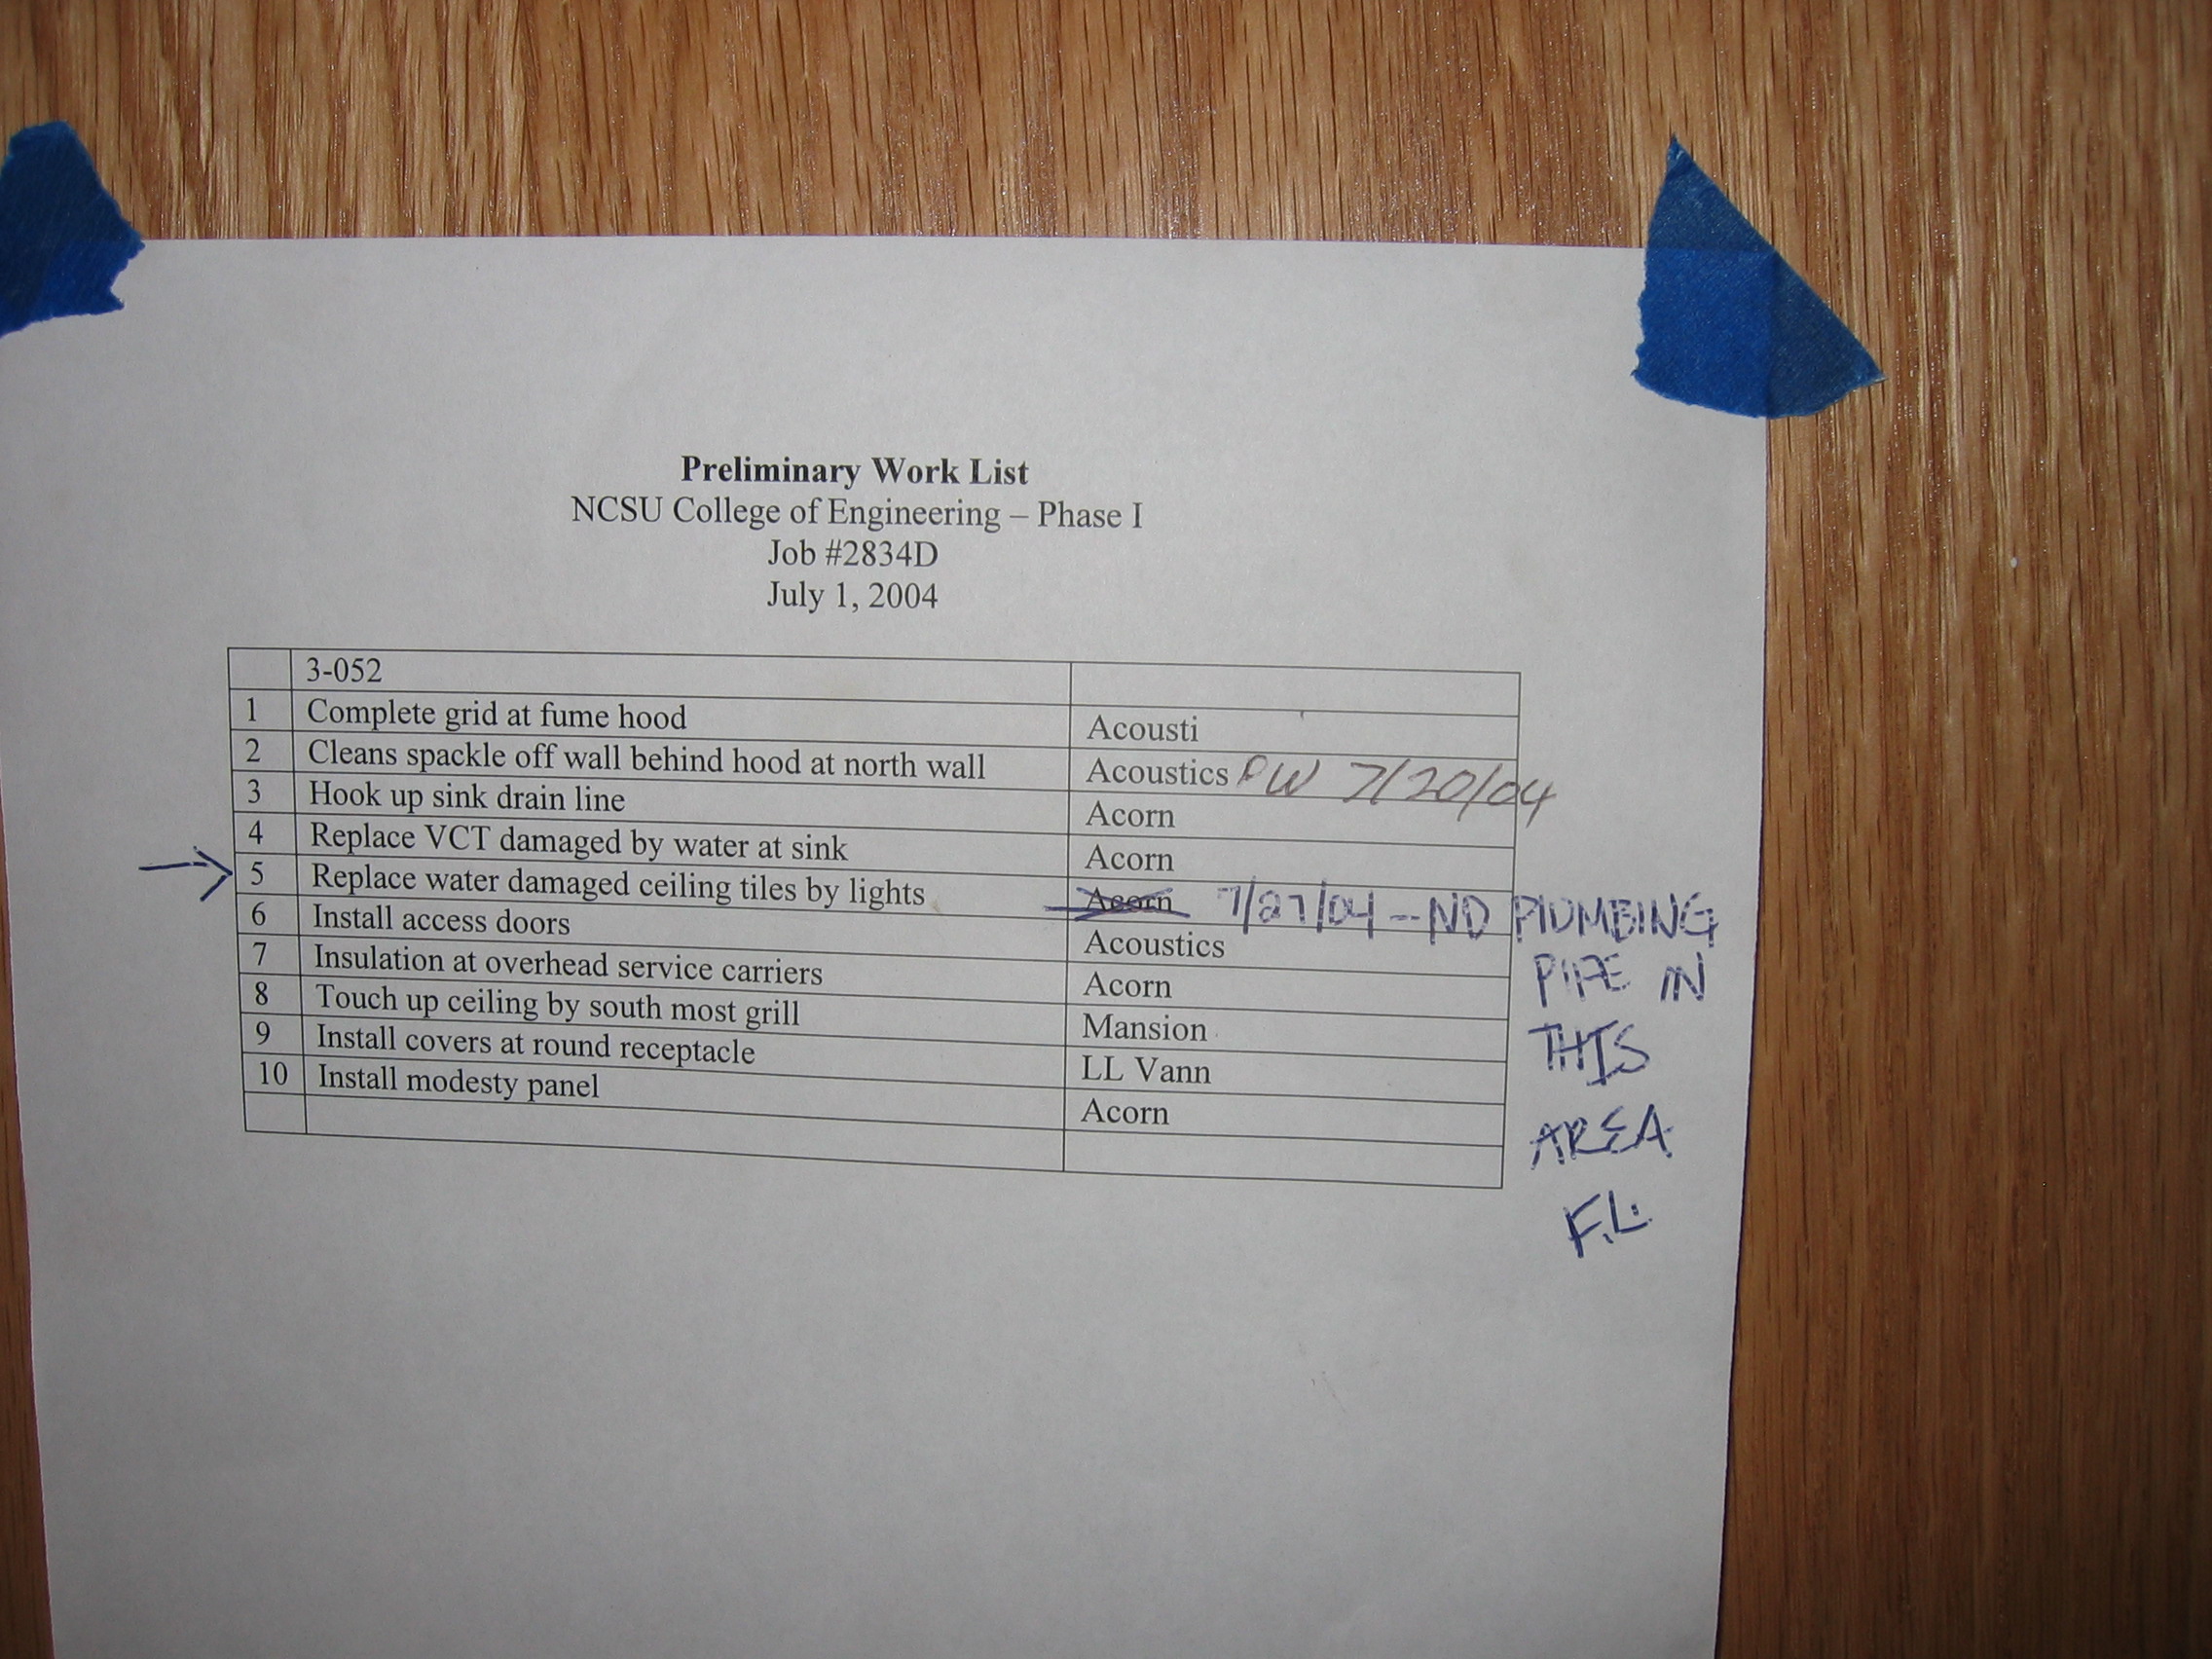 Preliminary Work List
NCSU College of Engineering – Phase I
Job #2834D
July 1, 2004
3-052
1 Complete grid at fume hood Acousti
2 Cleans spackle off wall behind hood at north wall Acoustics PW 7/20/04
3 Hook up sink drain line Acorn
4 Replace VCT damaged by water at sink Acorn
5 Replace water damaged ceiling tiles by lights Acorn 7/27/04 -- NO PLUMBING
PIPE IN
THIS
AREA
F.L.
6 Install access doors Acoustics
7 Insulation at overhead service carriers Acorn
8 Touch up ceiling by south most grill Mansion
9 Install covers at round receptacle LL Vann
10 Install modesty panel Acorn